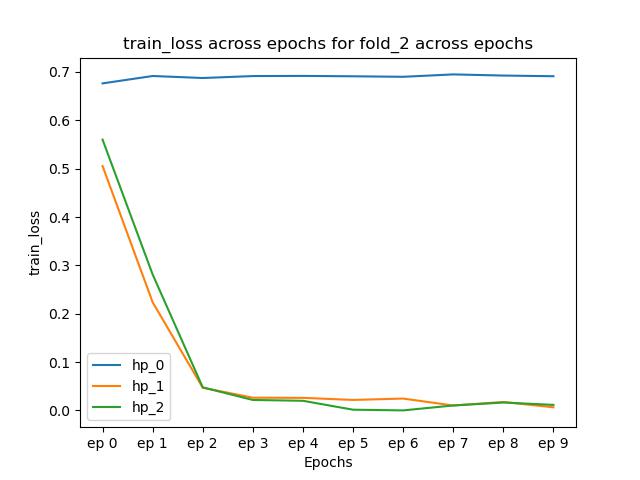 train_loss across epochs for fold_2 across epochs
0.7
0.6
0.5
0.4
0.3
0.2
0.1
0.0
train_loss
hp_0
hp_1
hp_2
ep 0 ep 1 ep 2 ep 3 ep 4 ep 5 ep 6 ep 7 ep 8 ep 9
Epochs